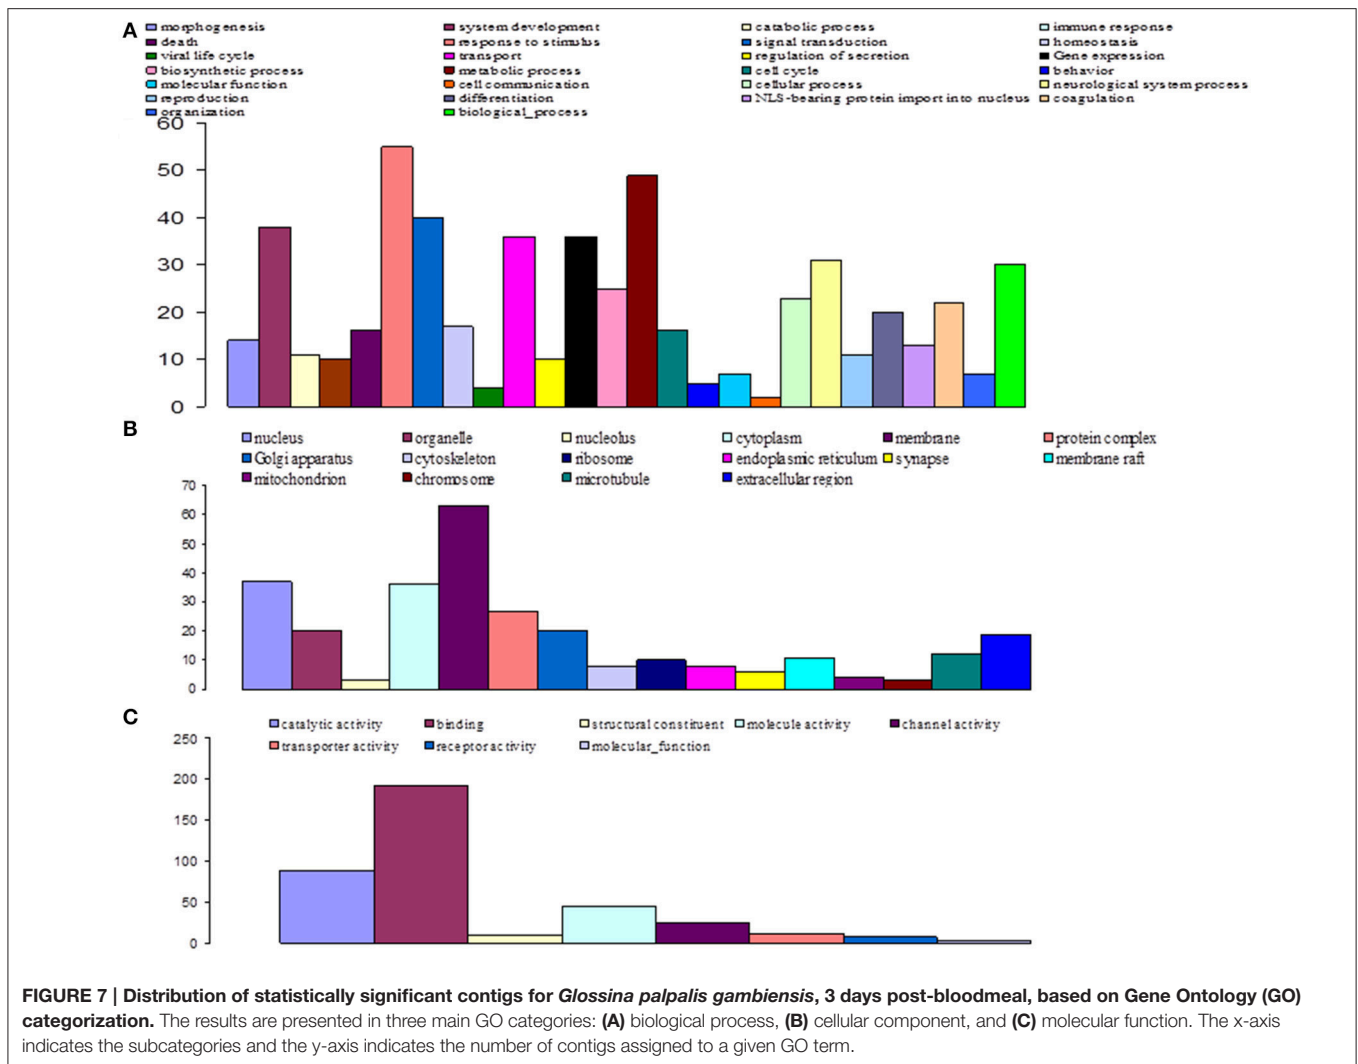 A morphogenesis system development catabolic process immune response
death response to stimulus signal transduction homeostasis
viral life cycle transport regulation of secretion Gene expression
biosynthetic process metabolic process cell cycle behavior
molecular function cell communication cellular process neurological system process
reproduction differentiation NLS-bearing protein import into nucleus coagulation
organization biological_process
60
50
40
30
20
10
0
B nucleus organelle nucleolus cytoplasm membrane protein complex
Golgi apparatus cytoskeleton ribosome endoplasmic reticulum synapse membrane raft
mitochondrion chromosome microtubule extracellular region
70
60
50
40
30
20
10
0
C catalytic activity binding structural constituent molecule activity channel activity
transporter activity receptor activity molecular_function
250
200
150
100
50
0
FIGURE 7 | Distribution of statistically significant contigs for Glossina palpalis gambiensis, 3 days post-bloodmeal, based on Gene Ontology (GO)
categorization. The results are presented in three main GO categories: (A) biological process, (B) cellular component, and (C) molecular function. The x-axis
indicates the subcategories and the y-axis indicates the number of contigs assigned to a given GO term.